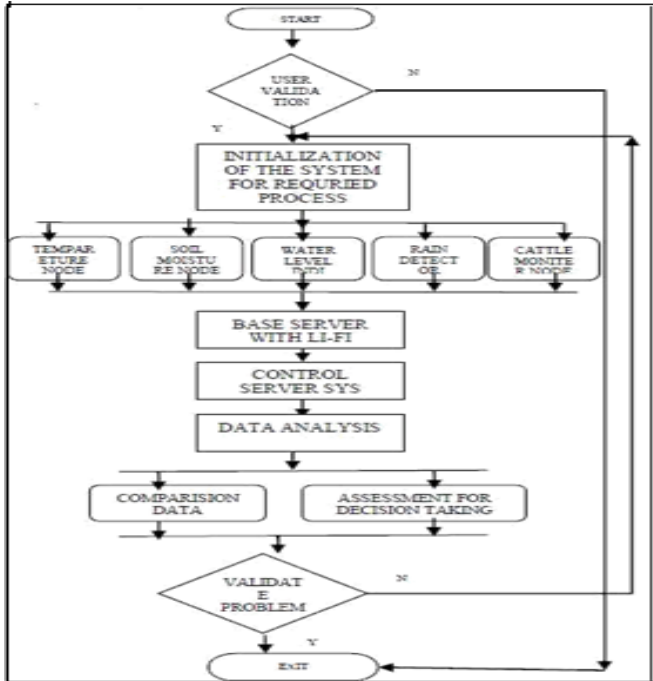 START
USER
VALIDA
TION
N
Y
INITIALIZATION
OF THE SYSTEM
FOR REQURIED
PROCESS
TEMPAR
ETURE
NODE
SOIL
MOISTU
RE NODE
WATER
LEVEL
INDI
RAIN
DETECT
OR
CATTLE
MONITE
R NODE
BASE SERVER
WITH LI-FI
CONTROL
SERVER SYS
DATA ANALYSIS
COMPARISION
DATA
ASSESSMENT FOR
DECISION TAKING
VALIDAT
E
PROBLEM
N
Y
EXIT